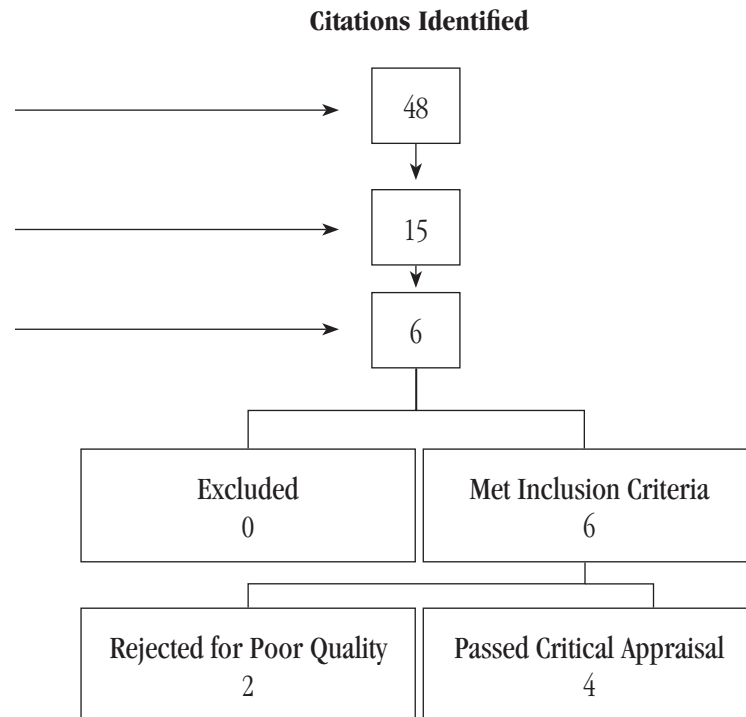 Citations Identified
48
15
6
Excluded
0
Met Inclusion Criteria
6
Rejected for Poor Quality
2
Passed Critical Appraisal
4